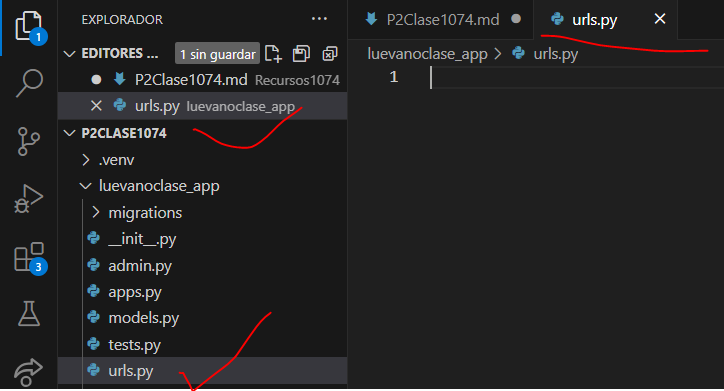 EXPLORADOR ...
EDITORES ... 1 sin guardar
P2Clase1074.md Recursos1074
urls.py luevanoclase_app
P2CLASE1074
.venv
luevanoclase_app
migrations
__init__.py
admin.py
apps.py
models.py
tests.py
urls.py
1
3
P2Clase1074.md urls.py
luevanoclase_app > urls.py
1